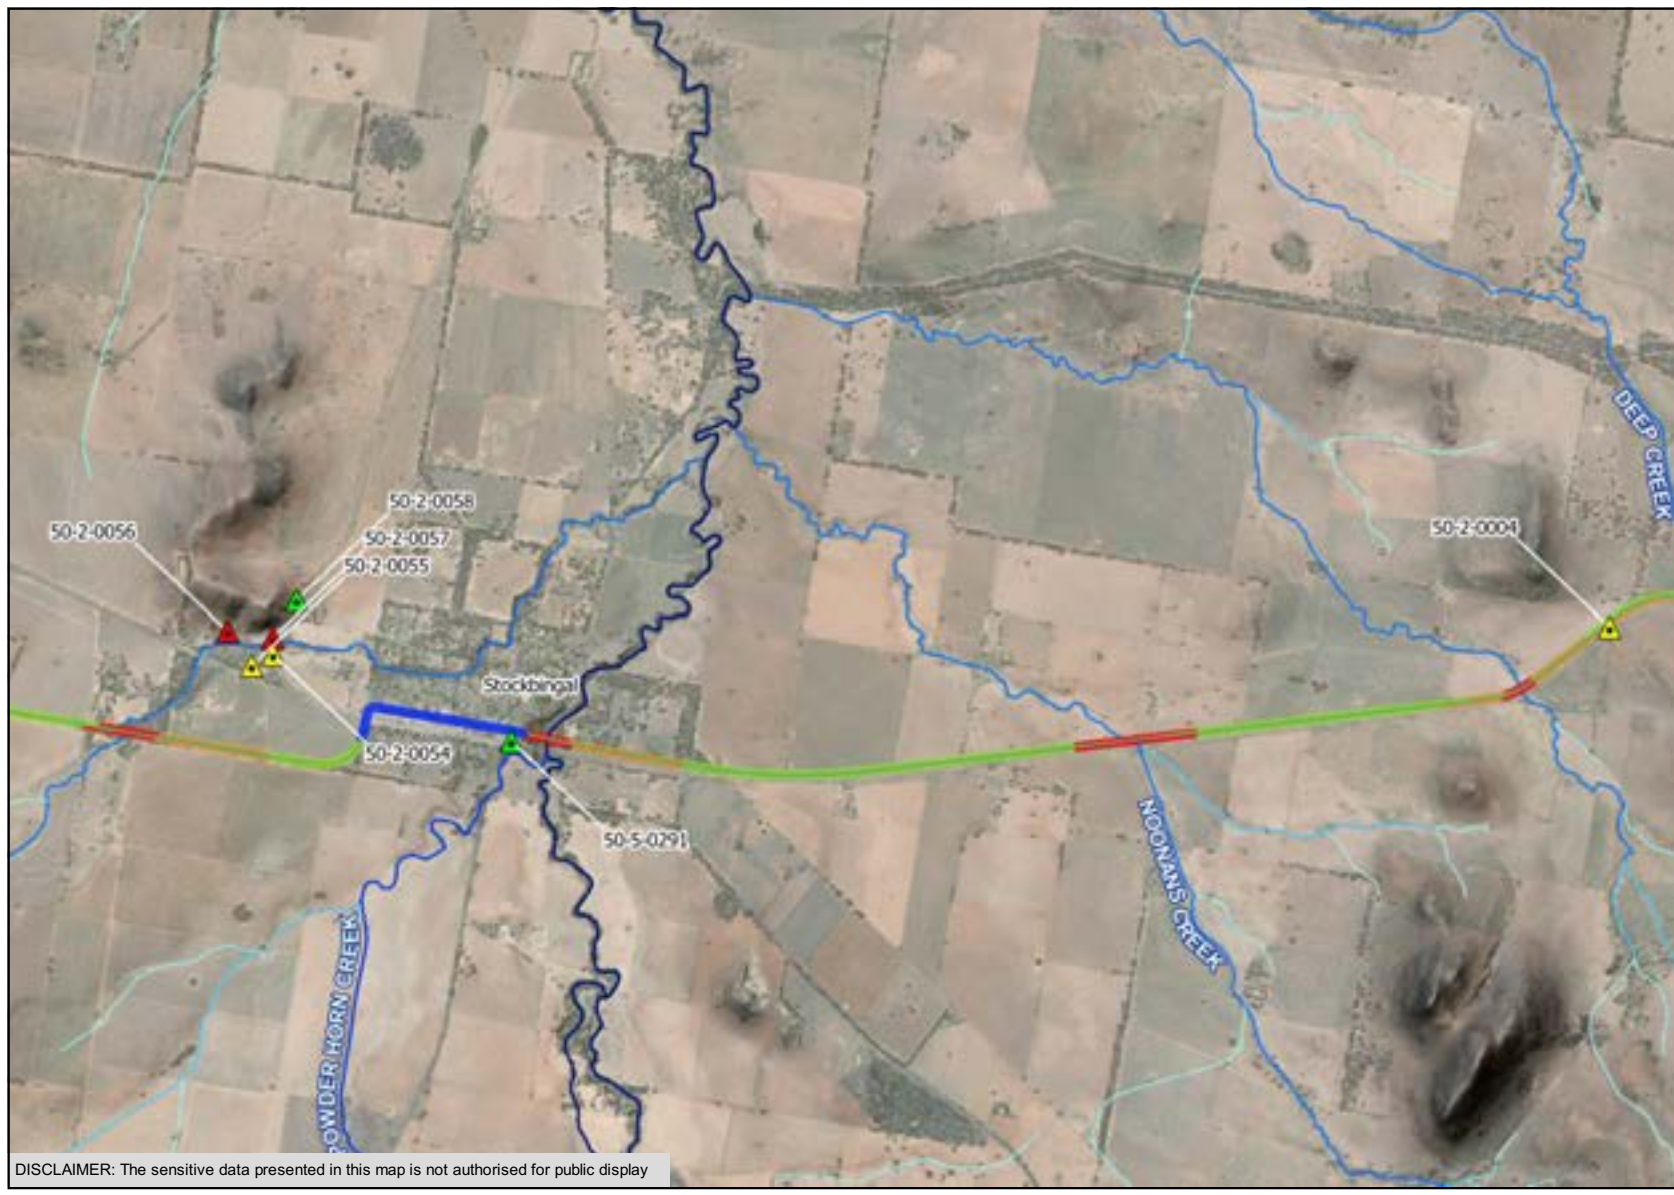 50-2-0058
50-2-0056
50-2-0057
50-2-0055
50-2-0004
DEEP CREEK
Stockbingal
50-2-0054
50-5-0291
NOONANS CREEK
POWDER HORN CREEK
DISCLAIMER: The sensitive data presented in this map is not authorised for public display